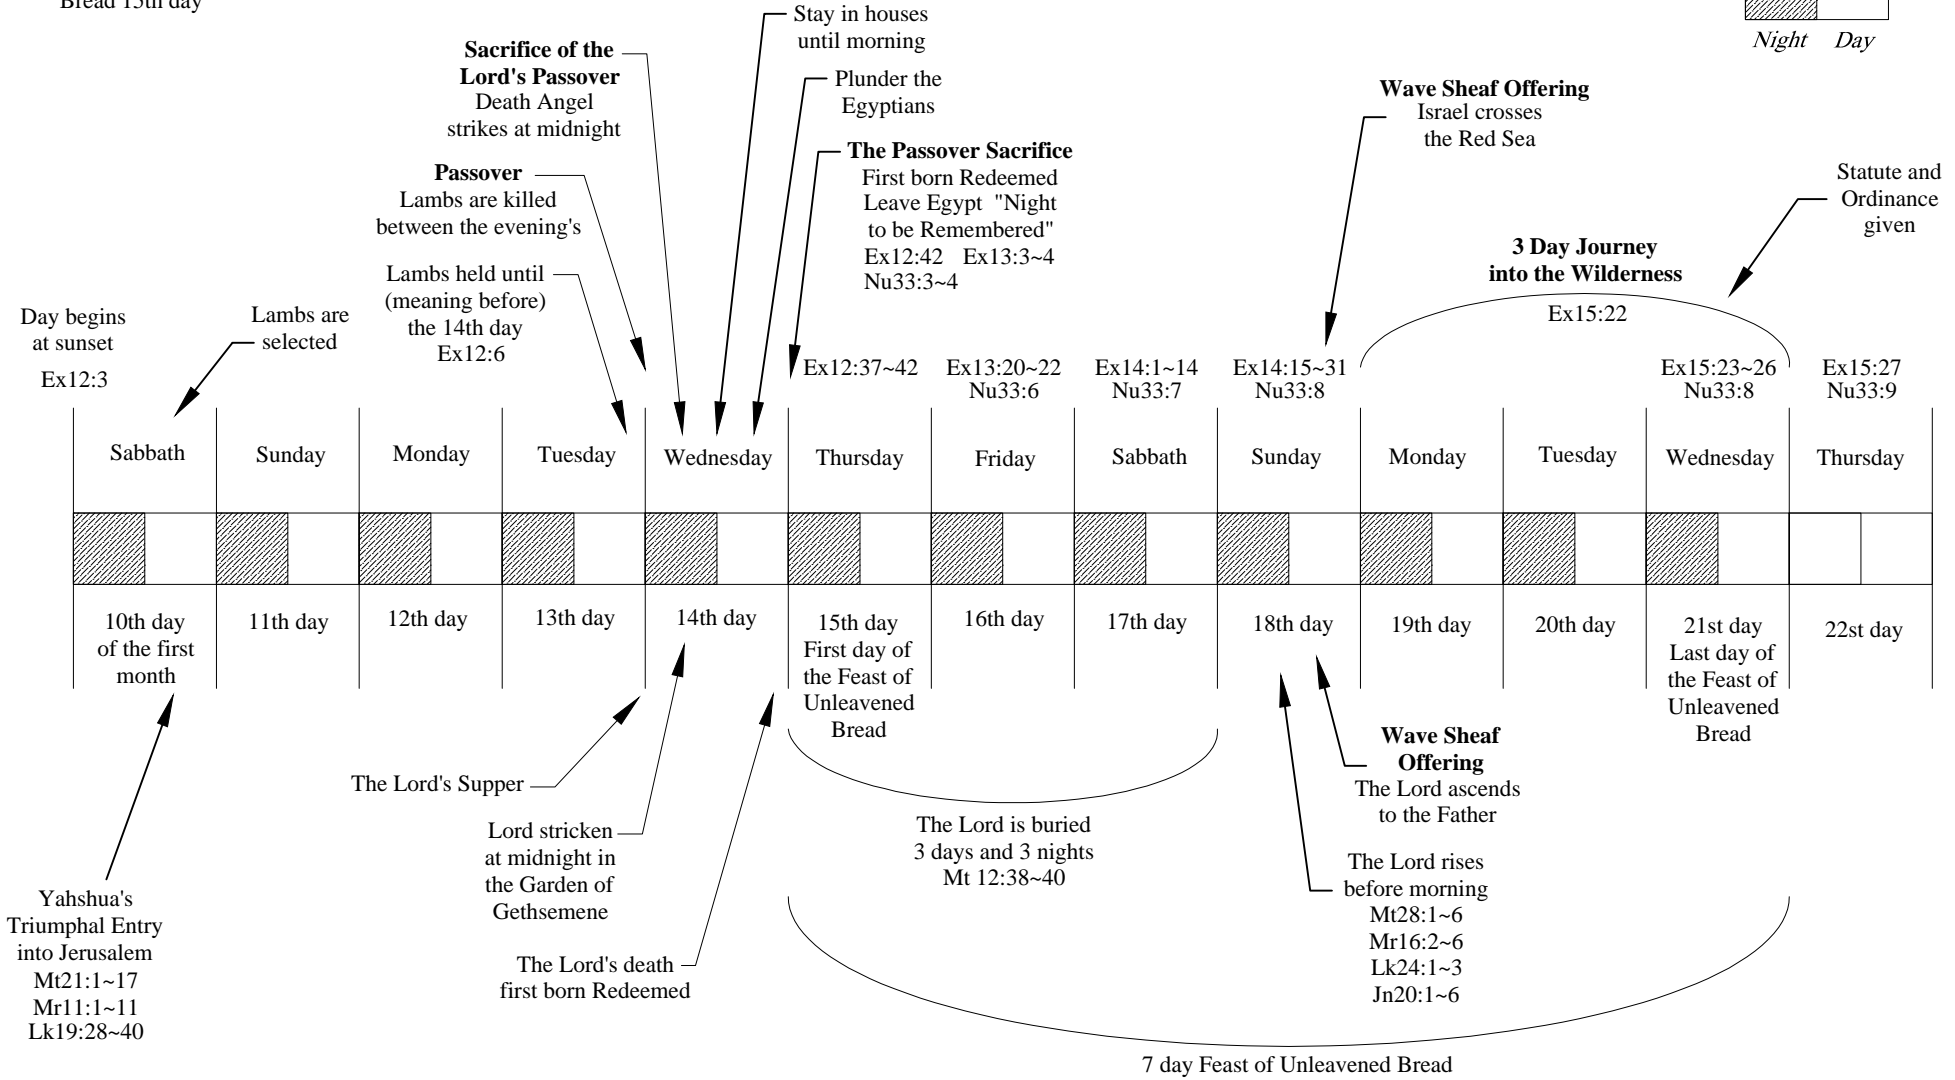 Bread 15th day
Night Day
Stay in houses
until morning
Sacrifice of the
Lord's Passover
Death Angel
strikes at midnight
Plunder the
Egyptians
Wave Sheaf Offering
Israel crosses
the Red Sea
The Passover Sacrifice
First born Redeemed
Leave Egypt "Night
to be Remembered"
Ex12:42 Ex13:3~4
Nu33:3~4
Passover
Lambs are killed
between the evening's
Statute and
Ordinance
given
3 Day Journey
into the Wilderness
Ex15:22
Lambs held until
(meaning before)
the 14th day
Ex12:6
Day begins
at sunset
Ex12:3
Lambs are
selected
Ex12:37~42
Ex13:20~22
Nu33:6
Ex14:1~14
Nu33:7
Ex14:15~31
Nu33:8
Ex15:23~26
Nu33:8
Ex15:27
Nu33:9
Sabbath Sunday Monday Tuesday Wednesday Thursday Friday Sabbath Sunday Monday Tuesday Wednesday Thursday
10th day
of the first
month
11th day
12th day
13th day
14th day
15th day
First day of
the Feast of
Unleavened
Bread
16th day
17th day
18th day
19th day
20th day
21st day
Last day of
the Feast of
Unleavened
Bread
22st day
The Lord's Supper
Wave Sheaf
Offering
The Lord ascends
to the Father
Lord stricken
at midnight in
the Garden of
Gethsemene
The Lord is buried
3 days and 3 nights
Mt 12:38~40
The Lord rises
before morning
Mt28:1~6
Mr16:2~6
Lk24:1~3
Jn20:1~6
Yahshua's
Triumphal Entry
into Jerusalem
Mt21:1~17
Mr11:1~11
Lk19:28~40
The Lord's death
first born Redeemed
7 day Feast of Unleavened Bread